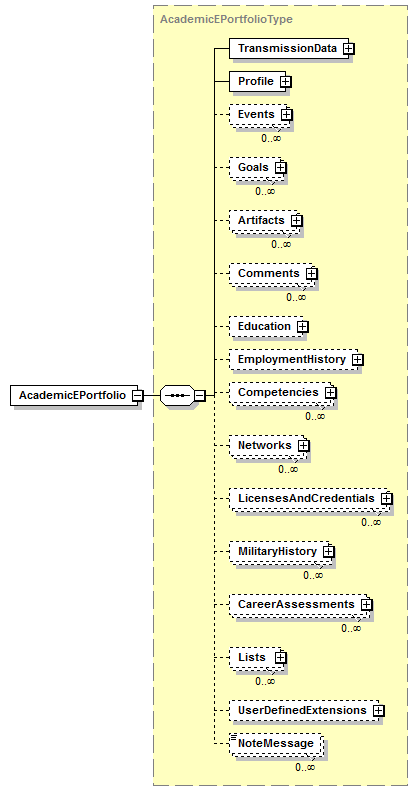 AcademicEPortfolioType
TransmissionData
Profile
Events
0..∞
Goals
0..∞
Artifacts
0..∞
Comments
0..∞
Education
EmploymentHistory
AcademicEPortfolio
Competencies
0..∞
Networks
0..∞
LicensesAndCredentials
0..∞
MilitaryHistory
0..∞
CareerAssessments
0..∞
Lists
0..∞
UserDefinedExtensions
NoteMessage
0..∞